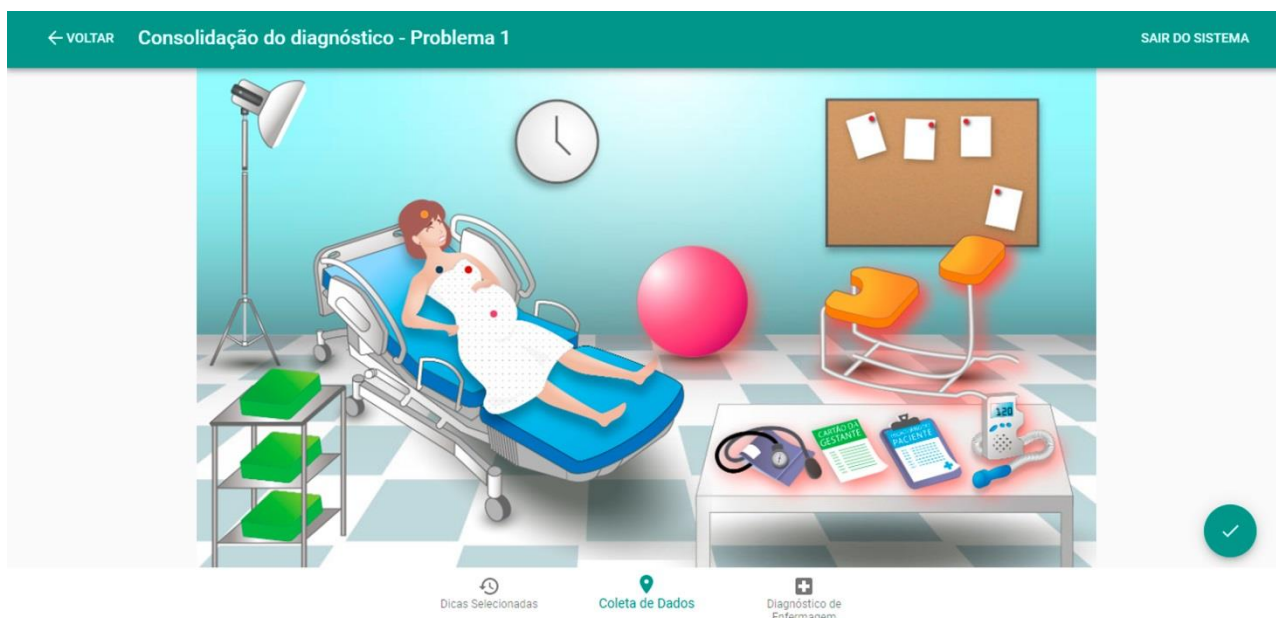 ← VOLTAR Consolidação do diagnóstico - Problema 1 SAIR DO SISTEMA
CARTÃO DA
GESTANTE
PACIENTE
120
Dicas Selecionadas
Coleta de Dados
Diagnóstico de
Enfermagem